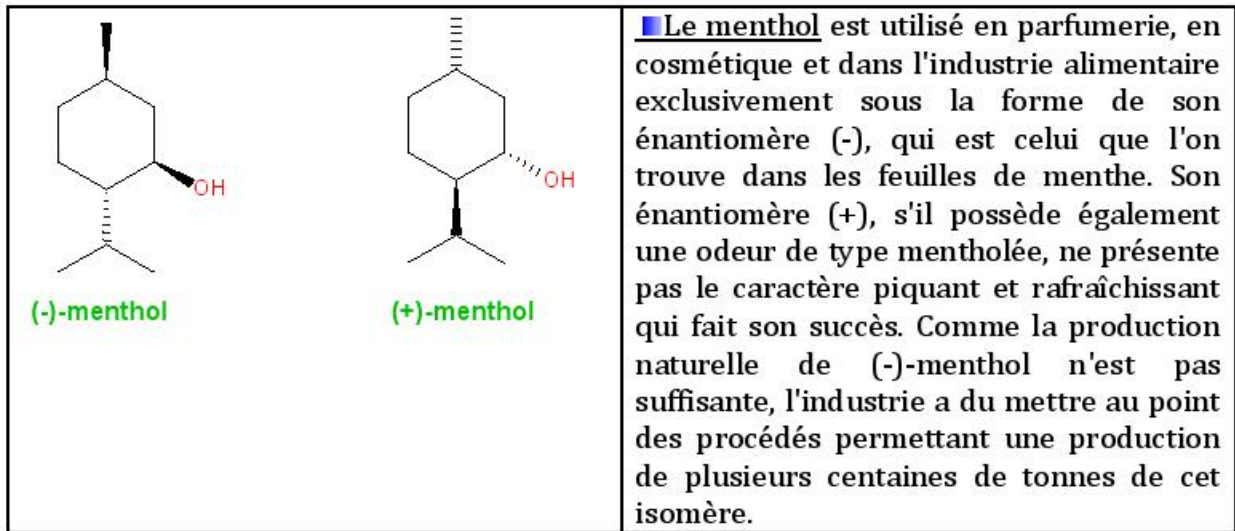 OH
OH
(-)-menthol
(+)-menthol
Le menthol est utilisé en parfumerie, en
cosmétique et dans l'industrie alimentaire
exclusivement sous la forme de son
énantiomère (-), qui est celui que l'on
trouve dans les feuilles de menthe. Son
énantiomère (+), s'il possède également
une odeur de type mentholée, ne présente
pas le caractère piquant et rafraîchissant
qui fait son succès. Comme la production
naturelle de (-)-menthol n'est pas
suffisante, l'industrie a du mettre au point
des procédés permettant une production
de plusieurs centaines de tonnes de cet
isomère.